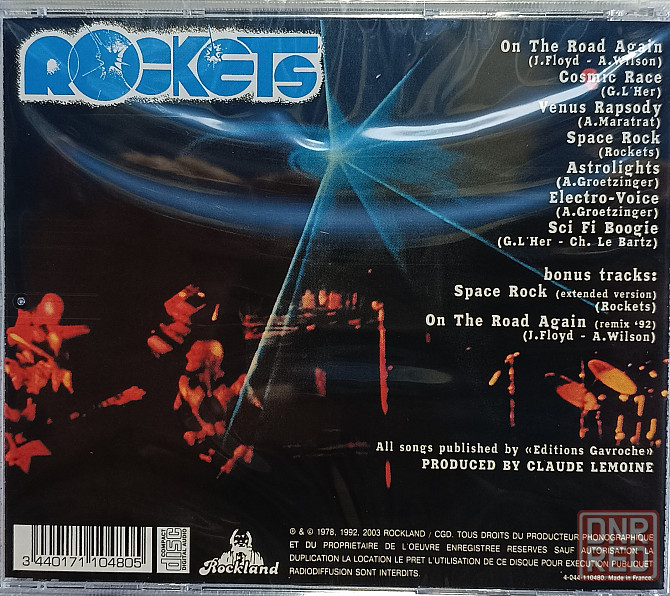 ROCKETS
On The Road Again
(J.Floyd - A.Wilson)
Cosmic Race
(G.L'Her)
Venus Rapsody
(A.Maratrat)
Space Rock
(Rockets)
Astrolights
(A.Groetzinger)
Electro-Voice
(A.Groetzinger)
Sci Fi Boogie
(G.L'Her - Ch. Le Bartz)
bonus tracks:
Space Rock (extended version)
(Rockets)
On The Road Again (remix '92)
(J.Floyd - A.Wilson)
All songs published by «Editions Gavroche»
PRODUCED BY CLAUDE LEMOINE
3 440171 104805
COMPACT
disc
DIGITAL AUDIO
Rockland
℗ & © 1978, 1992, 2003 ROCKLAND / CGD. TOUS DROITS DU PRODUCTEUR PHONOGRAPHIQUE
ET DU PROPRIETAIRE DE L'OEUVRE ENREGISTREE RESERVES SAUF AUTORISATION LA
DUPLICATION LA LOCATION LE PRET L'UTILISATION DE CE DISQUE POUR EXECUTION PUBLIQUE
RADIODIFFUSION SONT INTERDITS.
4-044-110480. Made in France.
DNR